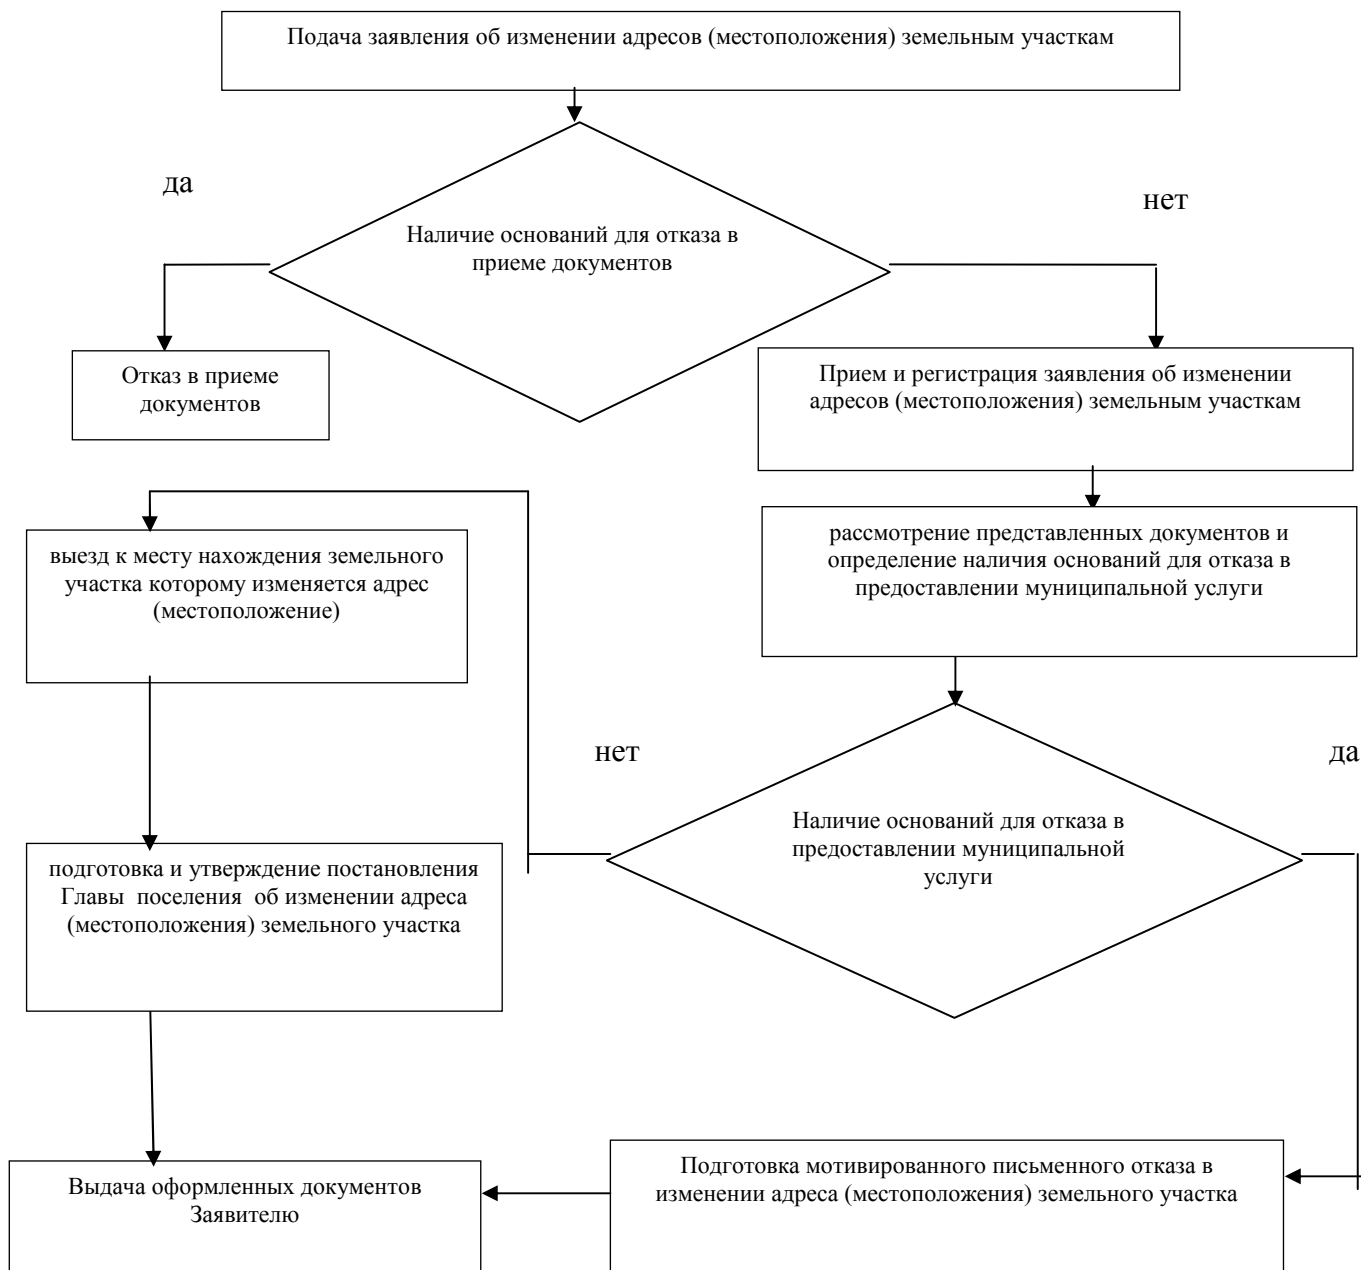 Подача заявления об изменении адресов (местоположения) земельным участкам
да
нет
Наличие оснований для отказа в
приеме документов
Отказ в приеме
документов
Прием и регистрация заявления об изменении
адресов (местоположения) земельным участкам
выезд к месту нахождения земельного
участка которому изменяется адрес
(местоположение)
рассмотрение представленных документов и
определение наличия оснований для отказа в
предоставлении муниципальной услуги
нет
да
Наличие оснований для отказа в
предоставлении муниципальной
услуги
подготовка и утверждение постановления
Главы поселения об изменении адреса
(местоположения) земельного участка
Подготовка мотивированного письменного отказа в
изменении адреса (местоположения) земельного участка
Выдача оформленных документов
Заявителю